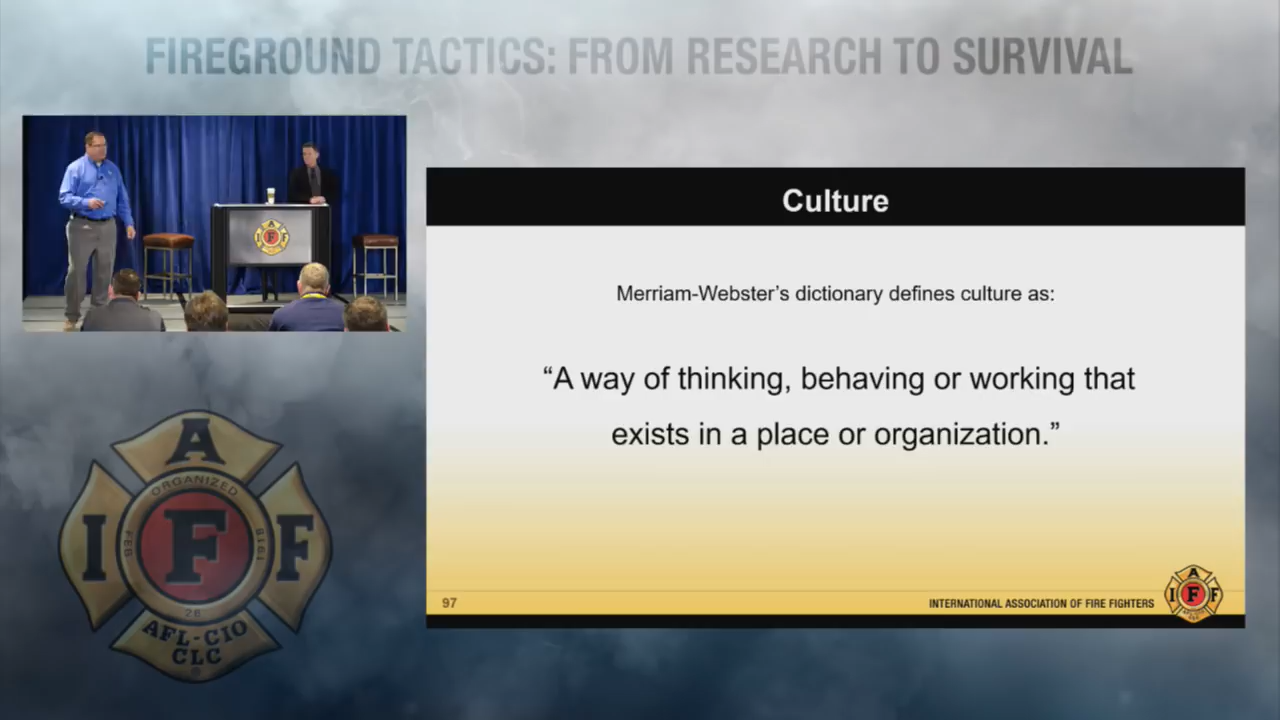 FIREGROUND TACTICS: FROM RESEARCH TO SURVIVAL
Culture
Merriam-Webster’s dictionary defines culture as:
“A way of thinking, behaving or working that
exists in a place or organization.”
97
INTERNATIONAL ASSOCIATION OF FIRE FIGHTERS
A
I F F
A
ORGANIZED
I F F
FEB 1918
28
AFL-CIO
CLC